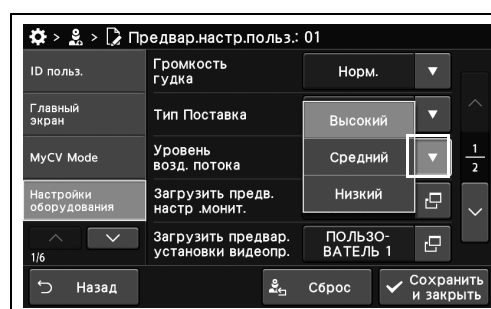 > > Предвар.настр.польз.: 01
ID польз.
Громкость
гудка
Норм.
Главный
экран
Тип Поставка
Высокий
MyCV Mode
Уровень
возд. потока
Средний
1
2
Настройки
оборудования
Загрузить предв.
настр .монит.
Низкий
1/6
Загрузить предвар.
установки видеопр.
ПОЛЬЗО-
ВАТЕЛЬ 1
Назад
Сброс
Сохранить
и закрыть